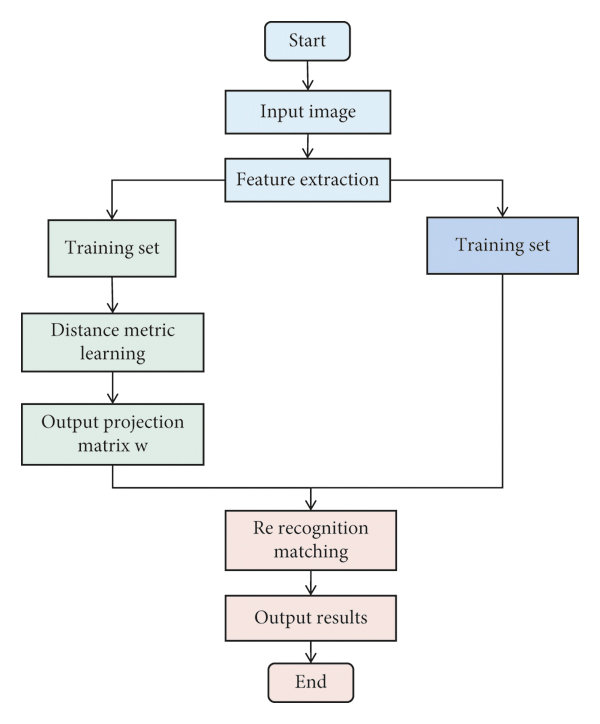 Start
Input image
Feature extraction
Training set
Training set
Distance metric
learning
Output projection
matrix w
Re recognition
matching
Output results
End